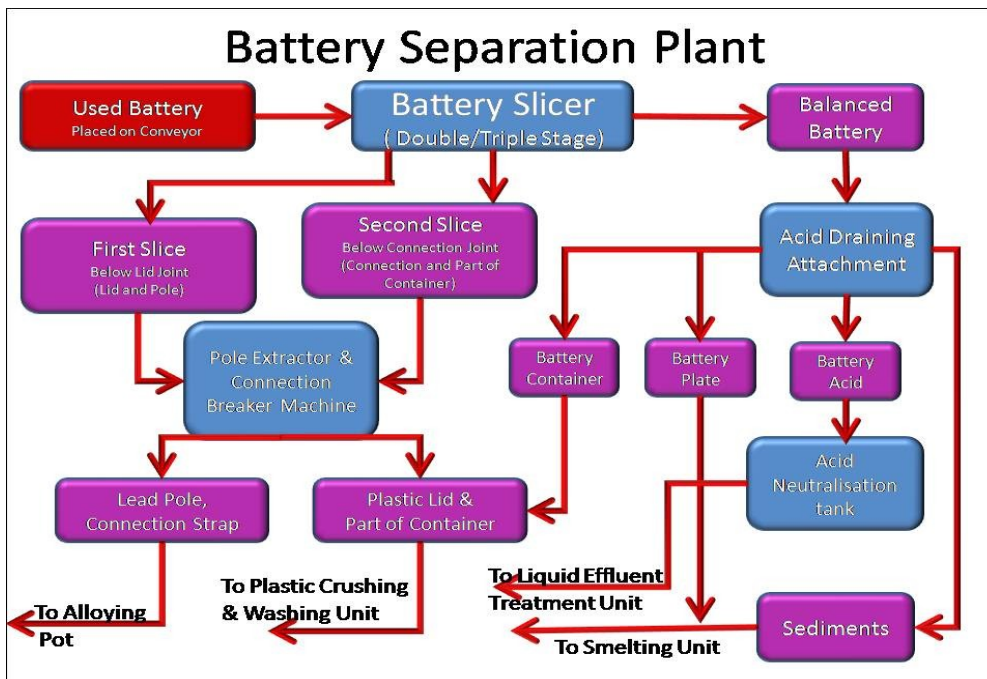 Battery Separation Plant
Used Battery
Placed on Conveyor
Battery Slicer
( Double/Triple Stage)
Balanced
Battery
First Slice
Below Lid Joint
(Lid and Pole)
Second Slice
Below Connection Joint
(Connection and Part of
Container)
Acid Draining
Attachment
Pole Extractor &
Connection
Breaker Machine
Battery
Container
Battery
Plate
Battery
Acid
Lead Pole,
Connection Strap
Plastic Lid &
Part of Container
Acid
Neutralisation
tank
To Alloying
Pot
To Plastic Crushing
& Washing Unit
To Liquid Effluent
Treatment Unit
To Smelting Unit
Sediments